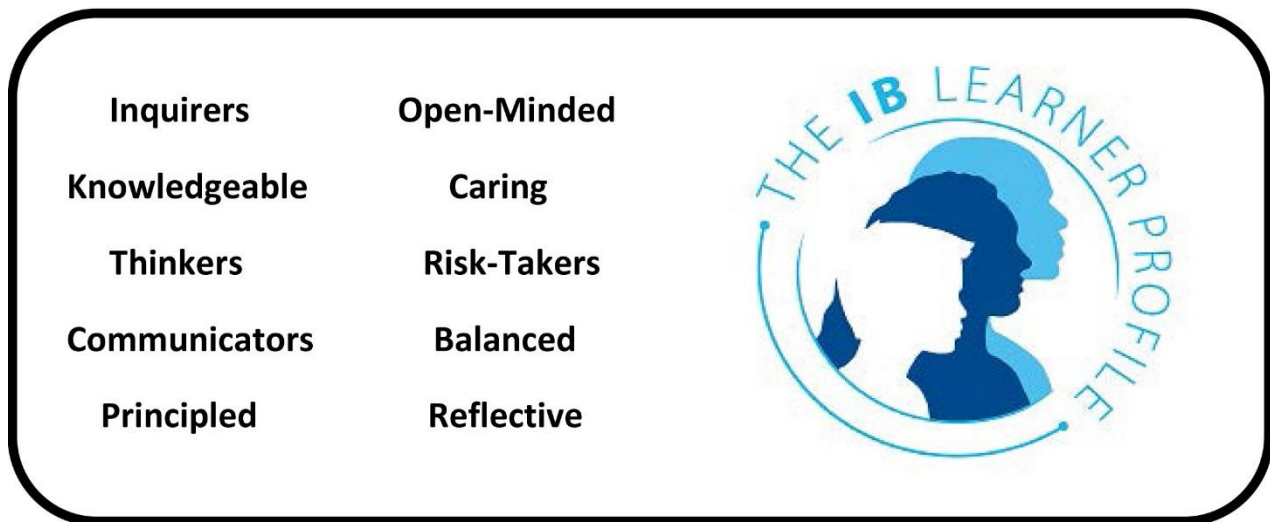 Inquirers
Knowledgeable
Thinkers
Communicators
Principled
Open-Minded
Caring
Risk-Takers
Balanced
Reflective
THE IB LEARNER PROFILE